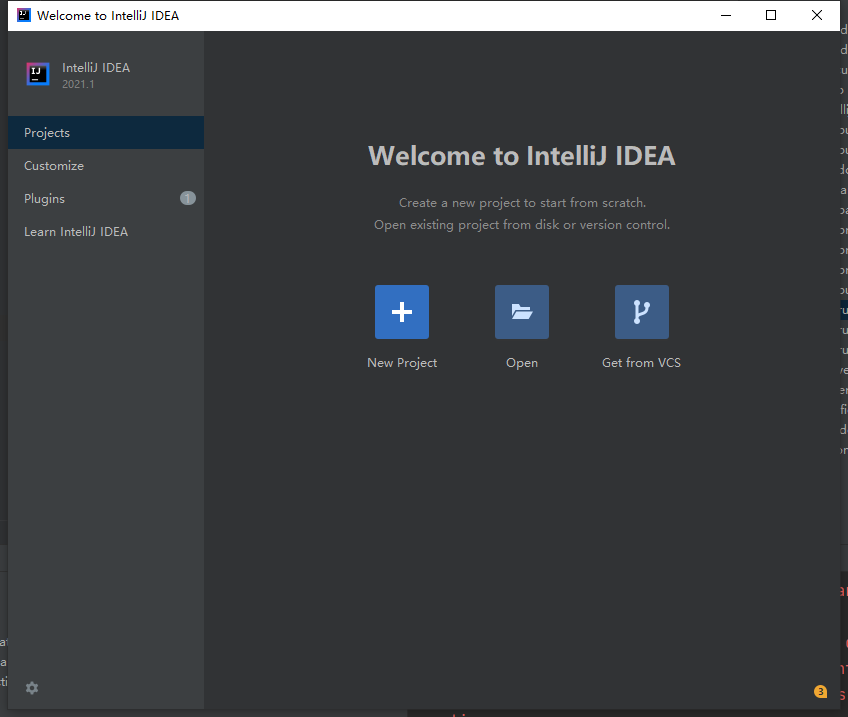 Welcome to IntelliJ IDEA
IntelliJ IDEA
2021.1
Projects
Customize
Plugins
1
Learn IntelliJ IDEA
Welcome to IntelliJ IDEA
Create a new project to start from scratch.
Open existing project from disk or version control.
New Project
Open
Get from VCS
3